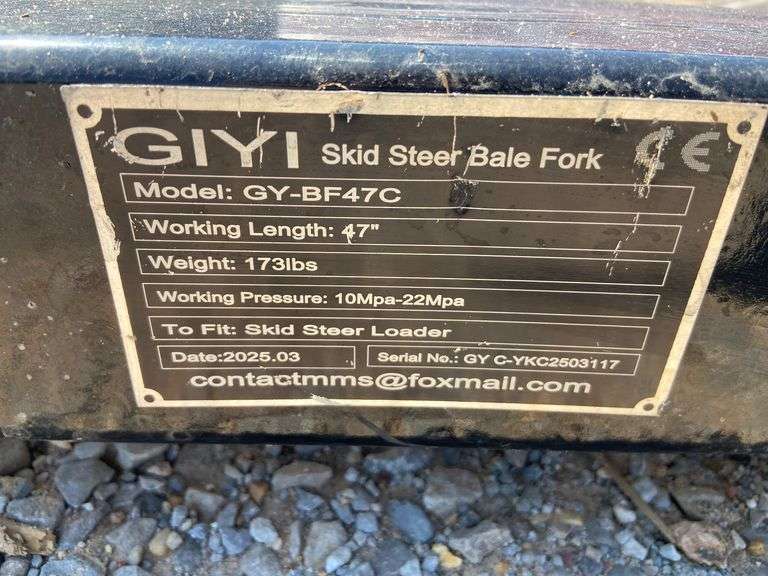 GIYI Skid Steer Bale Fork CE
Model: GY-BF47C
Working Length: 47"
Weight: 173lbs
Working Pressure: 10Mpa-22Mpa
To Fit: Skid Steer Loader
Date:2025.03 Serial No.: GY C-YKC2503117
contactmms@foxmail.com